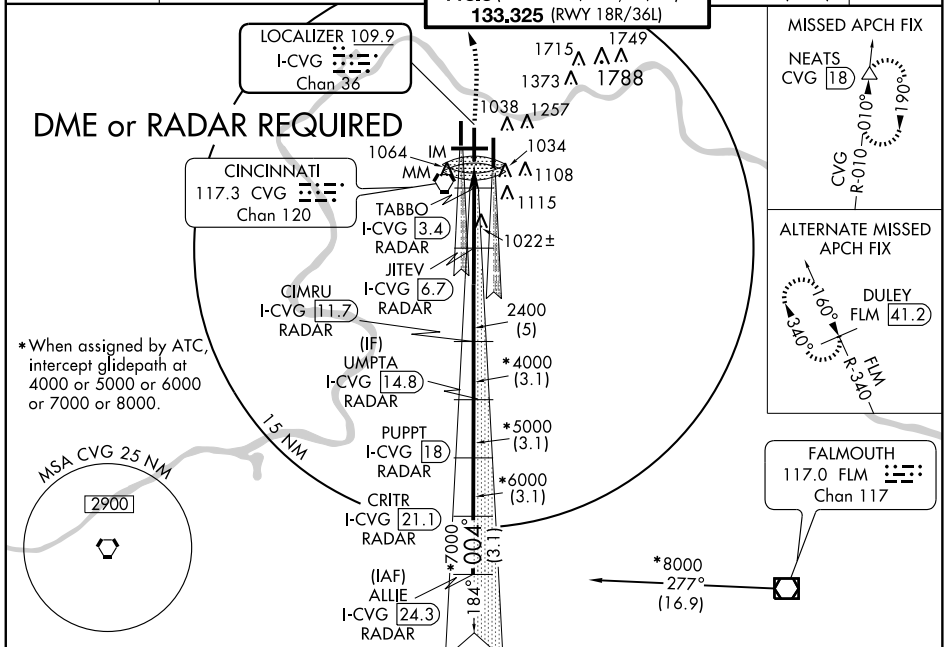 133.325 (RWY 18R/36L)
LOCALIZER 109.9
I-CVG
Chan 36
1715
1749
1373
1788
MISSED APCH FIX
NEATS
CVG 18
010°
190°
CVG
R-010
DME or RADAR REQUIRED
1038
1257
1064
IM
1034
MM
1108
1115
CINCINNATI
117.3 CVG
Chan 120
TABBO
I-CVG 3.4
RADAR
1022±
JITEV
I-CVG 6.7
RADAR
ALTERNATE MISSED
APCH FIX
160°
340°
DULEY
FLM 41.2
FLM
R-340
CIMRU
I-CVG 11.7
RADAR
2400
(5)
*When assigned by ATC,
intercept glidepath at
4000 or 5000 or 6000
or 7000 or 8000.
(IF)
UMPTA
I-CVG 14.8
RADAR
*4000
(3.1)
PUPPT
I-CVG 18
RADAR
*5000
(3.1)
15 NM
*6000
(3.1)
MSA CVG 25 NM
2900
CRITR
I-CVG 21.1
RADAR
*7000
004°
(3.1)
184°
(IAF)
ALLIE
I-CVG 24.3
RADAR
FALMOUTH
117.0 FLM
Chan 117
*8000
277°
(16.9)